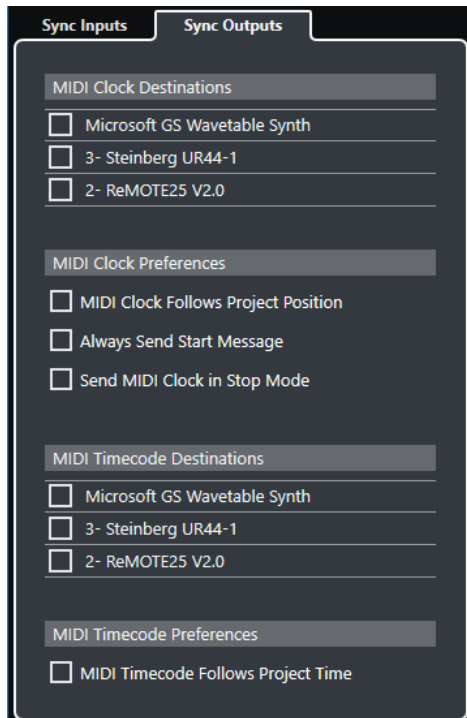 Sync Inputs
Sync Outputs
MIDI Clock Destinations
Microsoft GS Wavetable Synth
3- Steinberg UR44-1
2- ReMOTE25 V2.0
MIDI Clock Preferences
MIDI Clock Follows Project Position
Always Send Start Message
Send MIDI Clock in Stop Mode
MIDI Timecode Destinations
Microsoft GS Wavetable Synth
3- Steinberg UR44-1
2- ReMOTE25 V2.0
MIDI Timecode Preferences
MIDI Timecode Follows Project Time